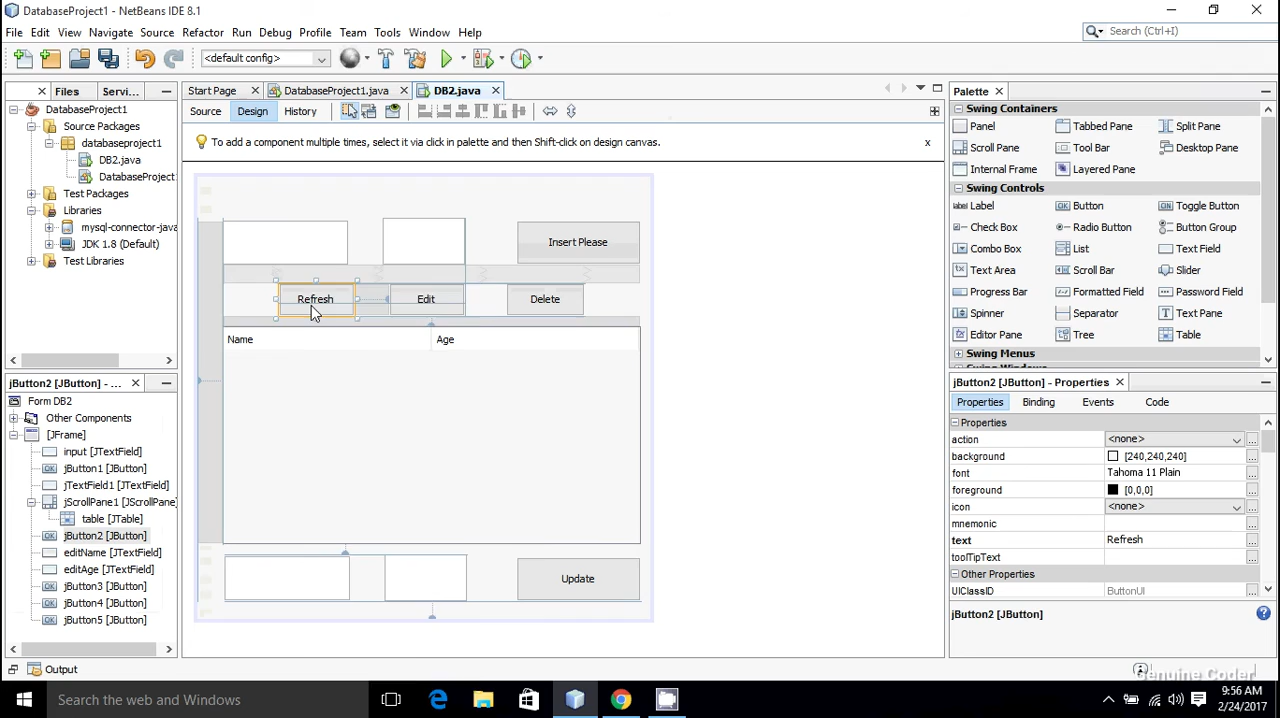 DatabaseProject1 - NetBeans IDE 8.1
File Edit View Navigate Source Refactor Run Debug Profile Team Tools Window Help
Search (Ctrl+I)
<default config>
Files Servi...
Start Page DatabaseProject1.java DB2.java
Source Design History
To add a component multiple times, select it via click in palette and then Shift-click on design canvas.
x
DatabaseProject1
Source Packages
databaseproject1
DB2.java
DatabaseProject1
Test Packages
Libraries
mysql-connector-java
JDK 1.8 (Default)
Test Libraries
Insert Please
Refresh Edit Delete
Name Age
Update
jButton2 [JButton] - ...
Form DB2
Other Components
[JFrame]
input [JTextField]
jButton1 [JButton]
jTextField1 [JTextField]
jScrollPane1 [JScrollPane]
table [JTable]
jButton2 [JButton]
editName [JTextField]
editAge [JTextField]
jButton3 [JButton]
jButton4 [JButton]
jButton5 [JButton]
Palette
Swing Containers
Panel Tabbed Pane Split Pane
Scroll Pane Tool Bar Desktop Pane
Internal Frame Layered Pane
Swing Controls
label Label OK Button ON Toggle Button
Check Box Radio Button Button Group
Combo Box List Text Field
Text Area Scroll Bar Slider
Progress Bar Formatted Field Password Field
Spinner Separator Text Pane
Editor Pane Tree Table
Swing Menus
Swing Windows
jButton2 [JButton] - Properties
Properties Binding Events Code
Properties
action <none> ...
background [240,240,240] ...
font Tahoma 11 Plain ...
foreground [0,0,0] ...
icon <none> ...
mnemonic ...
text Refresh ...
toolTipText ...
Other Properties
UIClassID ButtonUI ...
jButton2 [JButton]
Output
Genuine Coder
Search the web and Windows
9:56 AM
2/24/2017